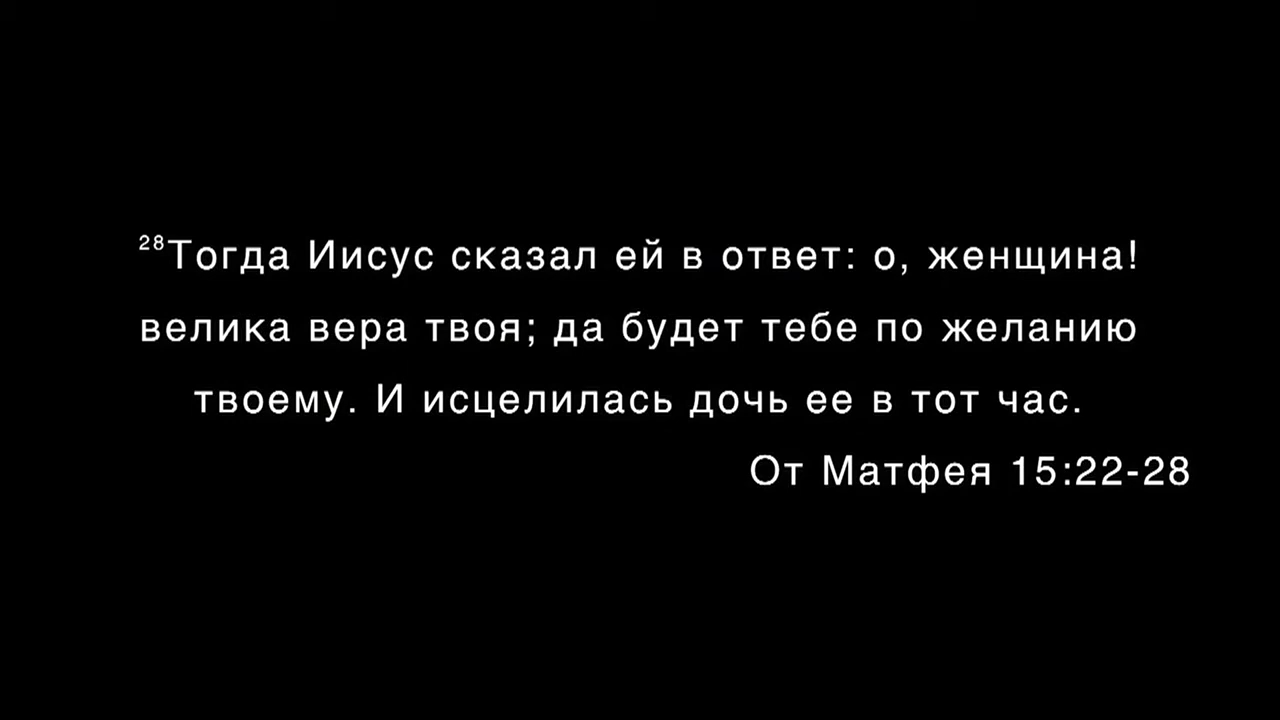 ²⁸Тогда Иисус сказал ей в ответ: о, женщина!
велика вера твоя; да будет тебе по желанию
твоему. И исцелилась дочь ее в тот час.
От Матфея 15:22-28